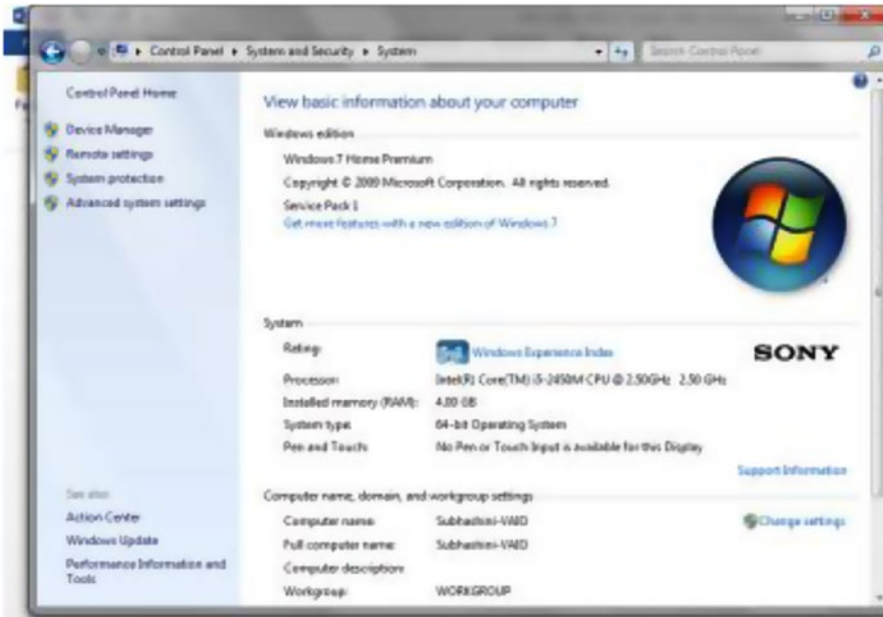 Control Panel ▸ System and Security ▸ System
Search Control Panel
Control Panel Home
Device Manager
Remote settings
System protection
Advanced system settings
See also
Action Center
Windows Update
Performance Information and
Tools
View basic information about your computer
Windows edition
Windows 7 Home Premium
Copyright © 2009 Microsoft Corporation. All rights reserved.
Service Pack 1
Get more features with a new edition of Windows 7
System
Rating: Windows Experience Index
SONY
Processor: Intel(R) Core(TM) i5-2450M CPU @ 2.50GHz 2.50 GHz
Installed memory (RAM): 4.00 GB
System type: 64-bit Operating System
Pen and Touch: No Pen or Touch Input is available for this Display
Support Information
Computer name, domain, and workgroup settings
Computer name: Subhashini-VAIO
Change settings
Full computer name: Subhashini-VAIO
Computer description:
Workgroup: WORKGROUP